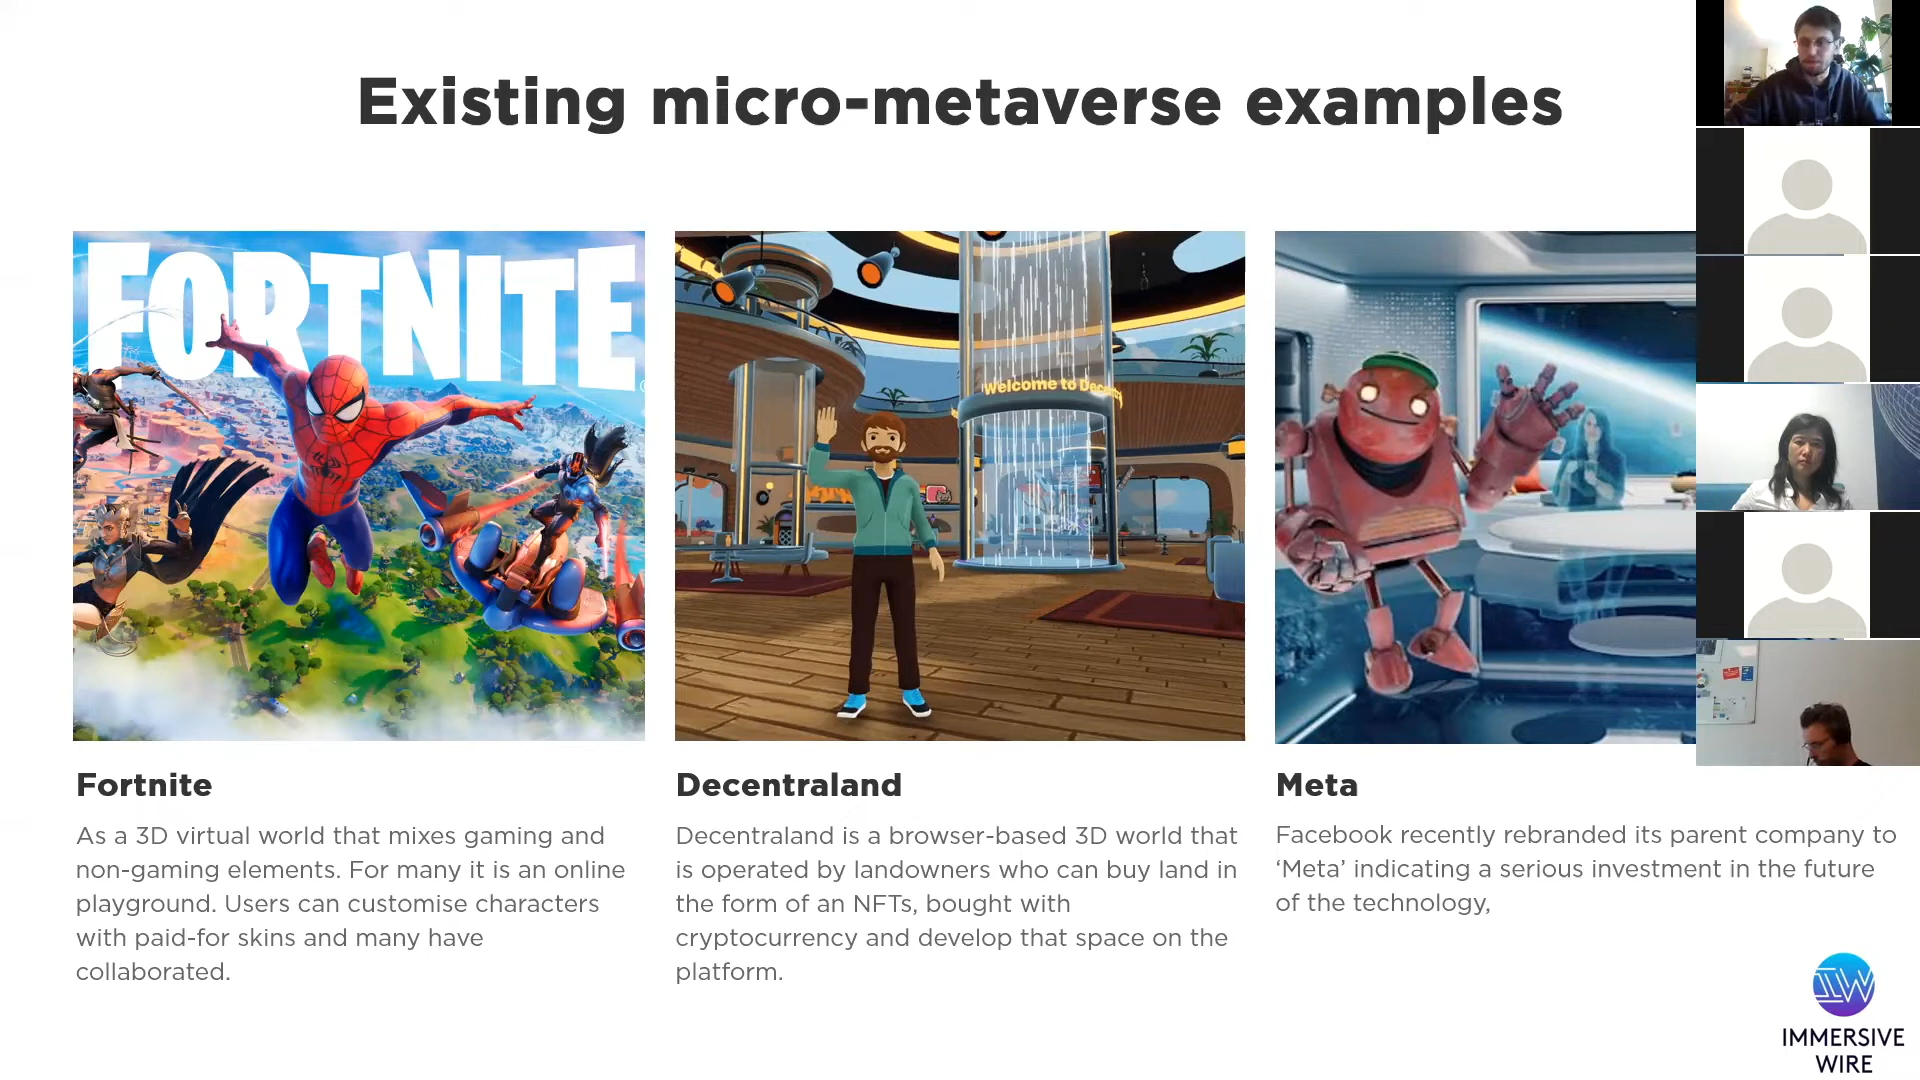 Existing micro-metaverse examples
FORTNITE
Welcome to
Fortnite
As a 3D virtual world that mixes gaming and
non-gaming elements. For many it is an online
playground. Users can customise characters
with paid-for skins and many have
collaborated.
Decentraland
Decentraland is a browser-based 3D world that
is operated by landowners who can buy land in
the form of an NFTs, bought with
cryptocurrency and develop that space on the
platform.
Meta
Facebook recently rebranded its parent company to
‘Meta’ indicating a serious investment in the future
of the technology,
IW
IMMERSIVE
WIRE